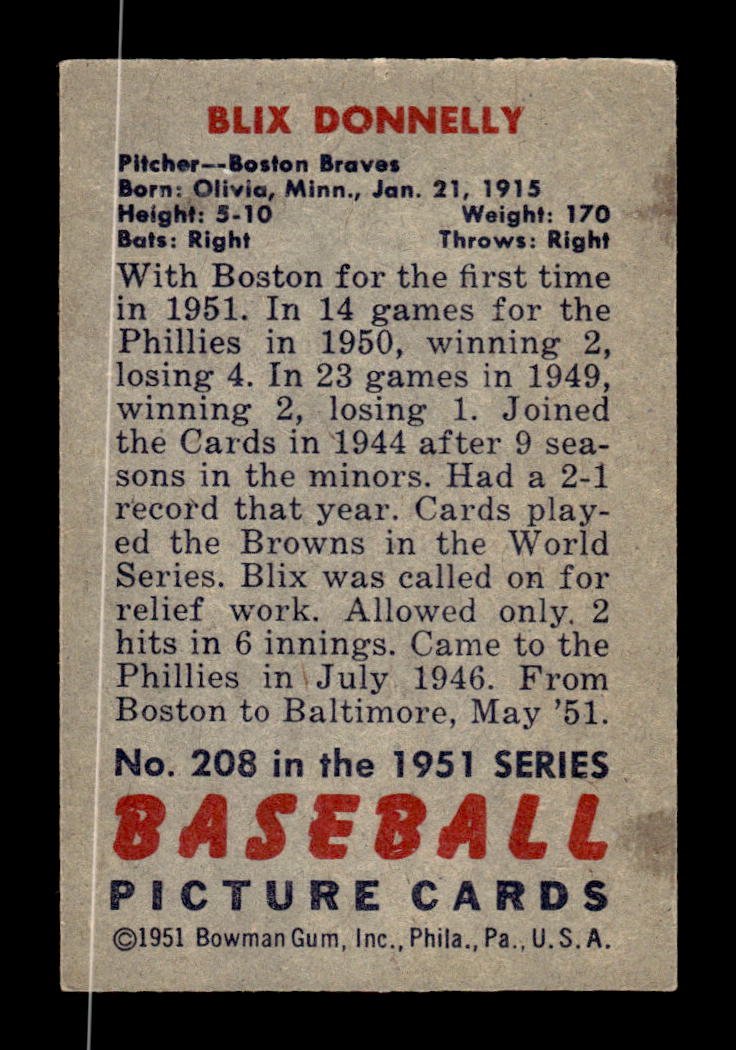 BLIX DONNELLY
Pitcher--Boston Braves
Born: Olivia, Minn., Jan. 21, 1915
Height: 5-10 Weight: 170
Bats: Right Throws: Right
With Boston for the first time
in 1951. In 14 games for the
Phillies in 1950, winning 2,
losing 4. In 23 games in 1949,
winning 2, losing 1. Joined
the Cards in 1944 after 9 sea-
sons in the minors. Had a 2-1
record that year. Cards play-
ed the Browns in the World
Series. Blix was called on for
relief work. Allowed only 2
hits in 6 innings. Came to the
Phillies in July 1946. From
Boston to Baltimore, May '51.
No. 208 in the 1951 SERIES
BASEBALL
PICTURE CARDS
©1951 Bowman Gum, Inc., Phila., Pa., U.S.A.